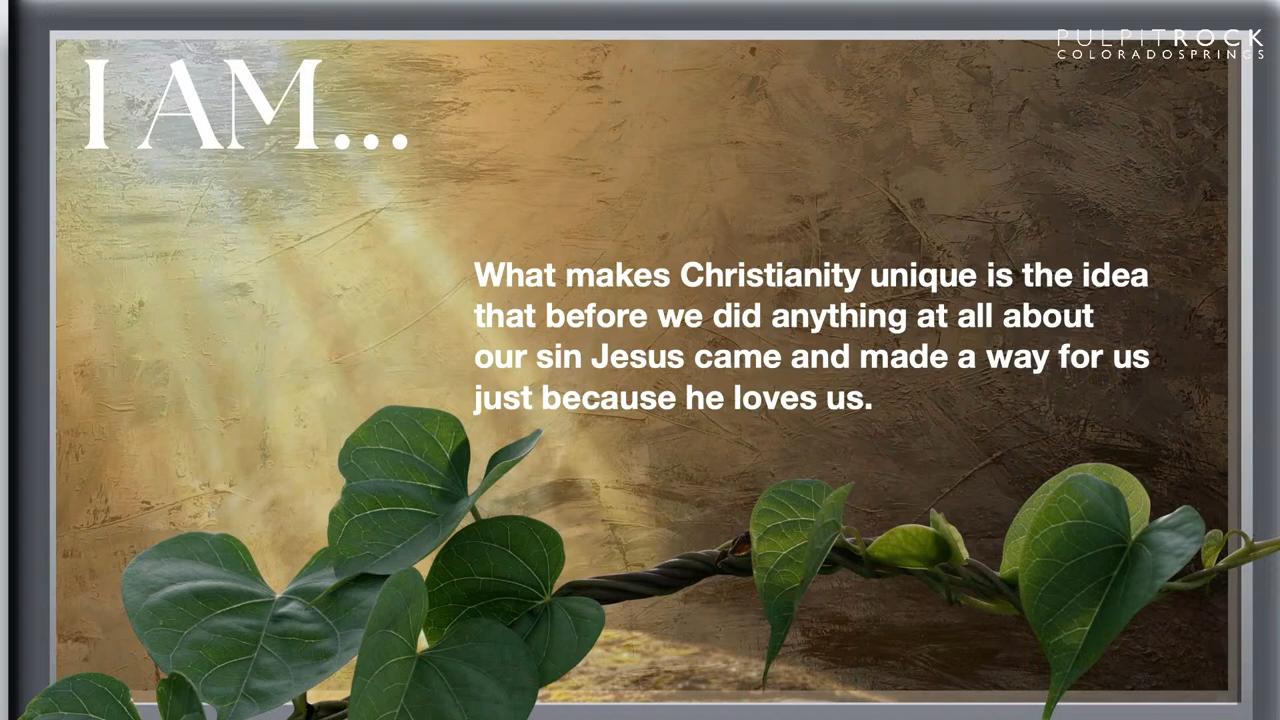 I AM...
PULPITROCK
COLORADOSPRINGS
What makes Christianity unique is the idea
that before we did anything at all about
our sin Jesus came and made a way for us
just because he loves us.